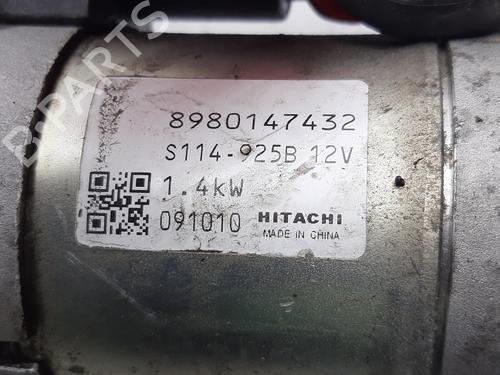 B-PARTS
8980147432
S114-925B 12V
1.4kW
091010 HITACHI
MADE IN CHINA